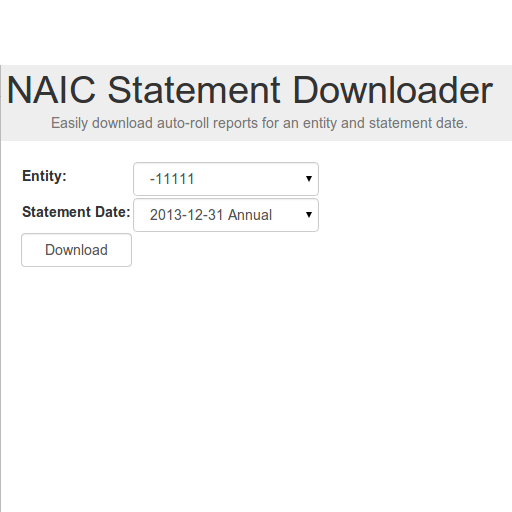 NAIC Statement Downloader
Easily download auto-roll reports for an entity and statement date.
Entity: -11111
Statement Date: 2013-12-31 Annual
Download